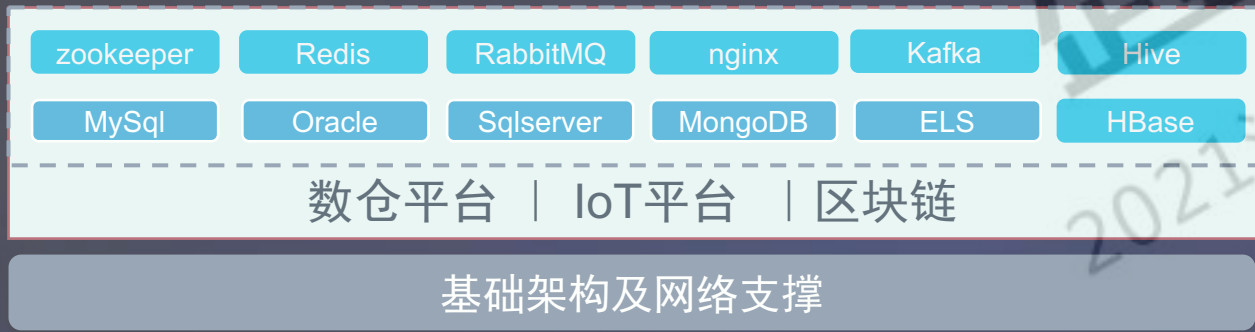 zookeeper Redis RabbitMQ nginx Kafka Hive
MySql Oracle Sqlserver MongoDB ELS HBase
数仓平台 | IoT平台 | 区块链
2021
基础架构及网络支撑